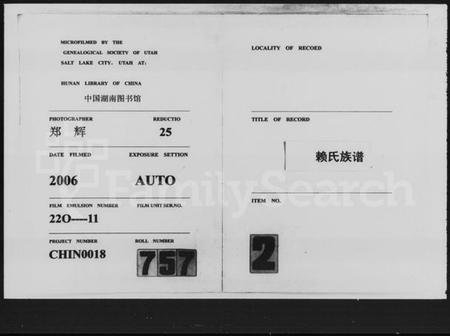 MICROFILMED BY THE
GENEALOGICAL SOCIETY OF UTAH
SALT LAKE CITY. UTAH AT:
HUNAN LIBRARY OF CHINA
中国湖南图书馆
PHOTOGRAPHER REDUCTIO
郑 辉 25
DATE FILMED EXPOSURE SETTION
2006 AUTO
FILM EMULSION NUMBER FILM UNIT SER.NO.
22O----11
PROJECT NUMBER ROLL NUMBER
CHIN0018 757
LOCALITY OF RECOED
TITLE OF RECORD
赖氏族谱
ITEM NO.
2
FamilySearch